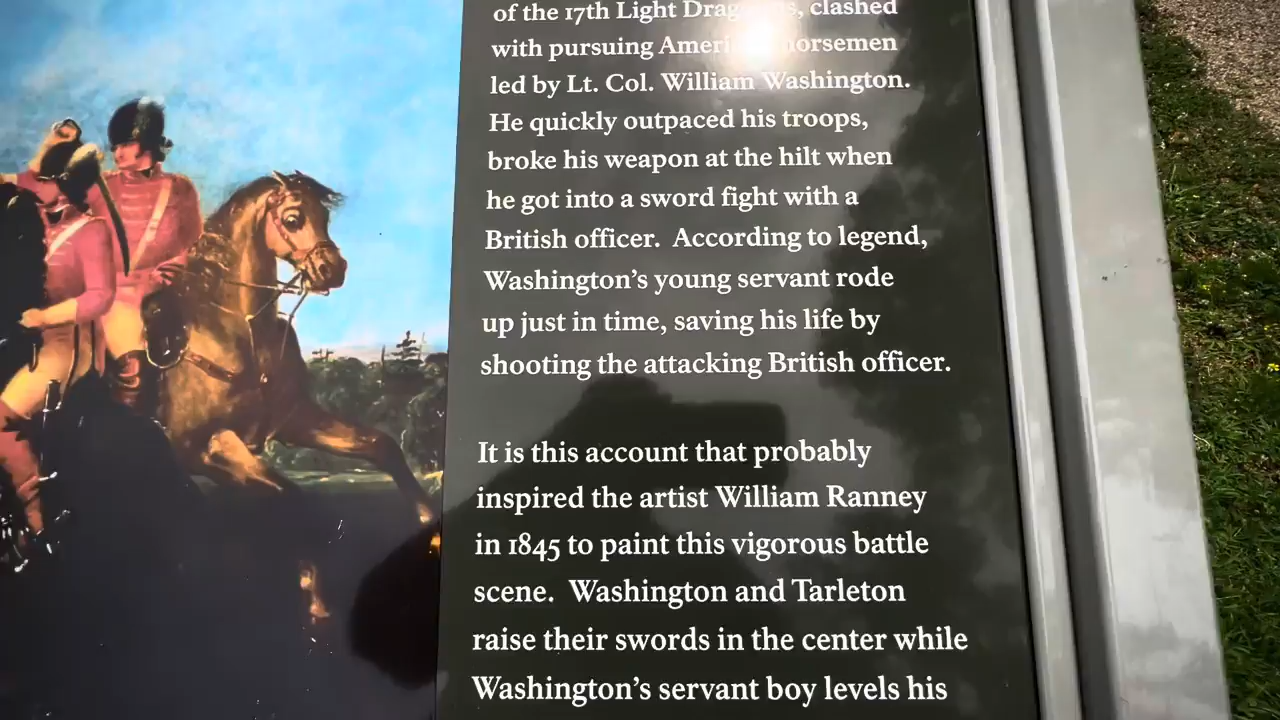 of the 17th Light clashed
with pursuing
led by Lt. Col. William Washington.
He quickly outpaced his troops,
broke his weapon at the hilt when
he got into a sword fight with a
British officer. According to legend,
Washington's young servant rode
up just in time, saving his life by
shooting the attacking British officer.
It is this account that probably
inspired the artist William Ranney
in 1845 to paint this vigorous battle
scene. Washington and Tarleton
raise their swords in the center while
Washington's servant boy levels his